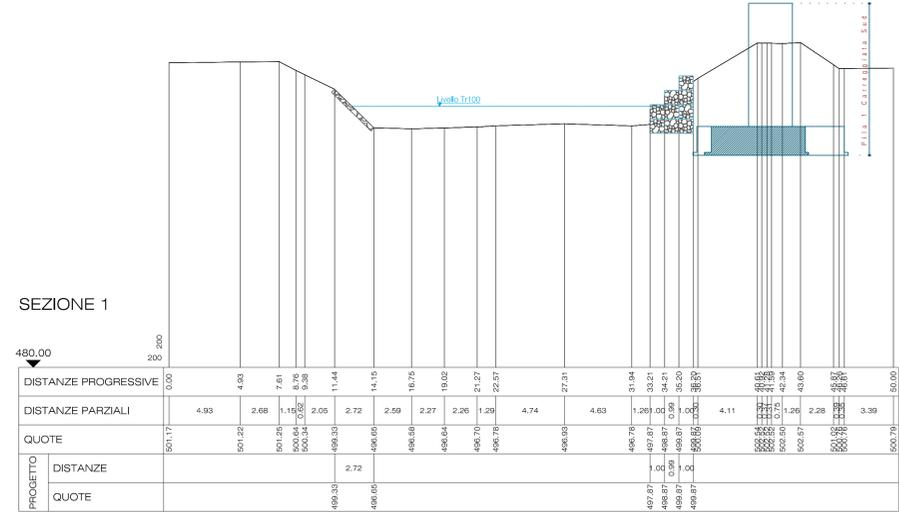 Pila 1 Carreggiata Sud
Livello Tr100
SEZIONE 1
200
200
480.00
DISTANZE PROGRESSIVE 0.00 4.93 7.61 8.76 9.38 11.44 14.15 16.75 19.02 21.27 22.57 27.31 31.94 33.21 34.21 35.20 36.20 42.34 43.60 50.00
DISTANZE PARZIALI 4.93 2.68 1.15 0.62 2.05 2.72 2.59 2.27 2.26 1.29 4.74 4.63 1.26 1.00 0.99 1.00 4.11 0.75 1.26 2.28 3.39
QUOTE 501.17 501.22 501.25 500.64 500.34 499.33 496.65 496.58 496.64 496.70 496.78 496.93 496.78 497.87 498.87 499.87 502.50 502.57 500.79
PROGETTO
DISTANZE 2.72 1.00 0.99 1.00
QUOTE 499.33 496.65 497.87 498.87 499.87 499.87